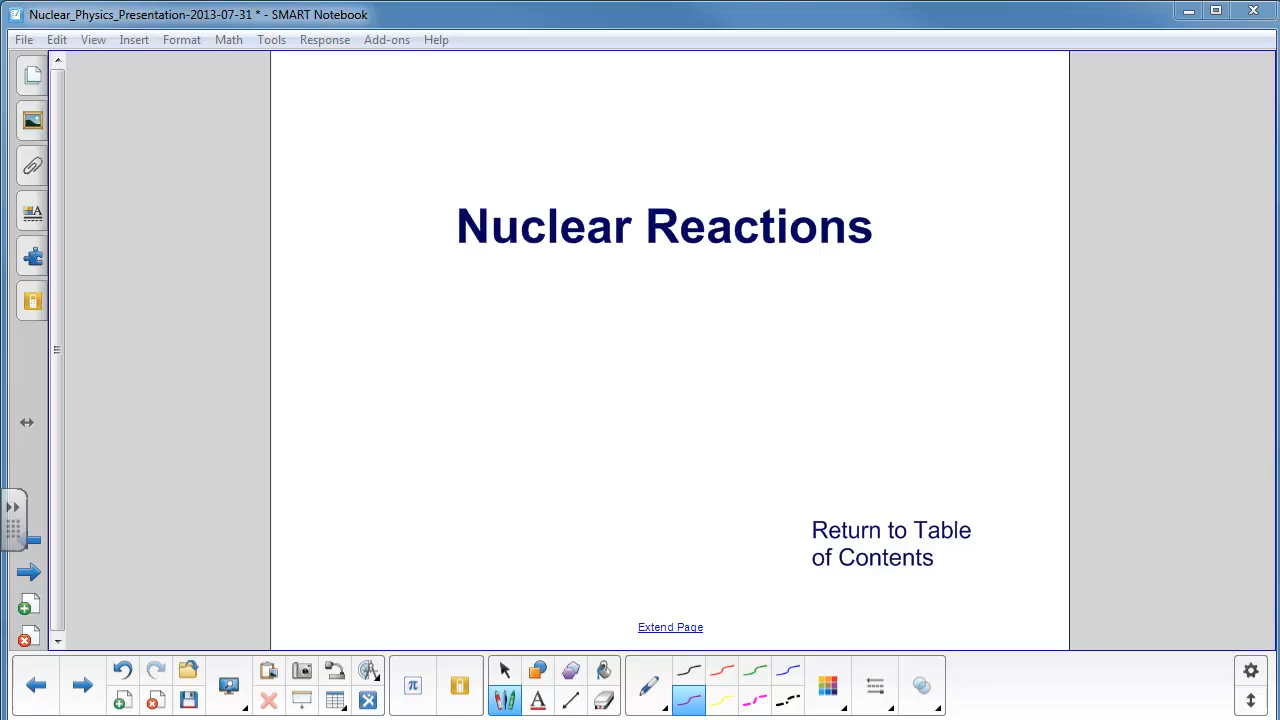 Nuclear_Physics_Presentation-2013-07-31 * - SMART Notebook
File Edit View Insert Format Math Tools Response Add-ons Help
Nuclear Reactions
Return to Table
of Contents
Extend Page